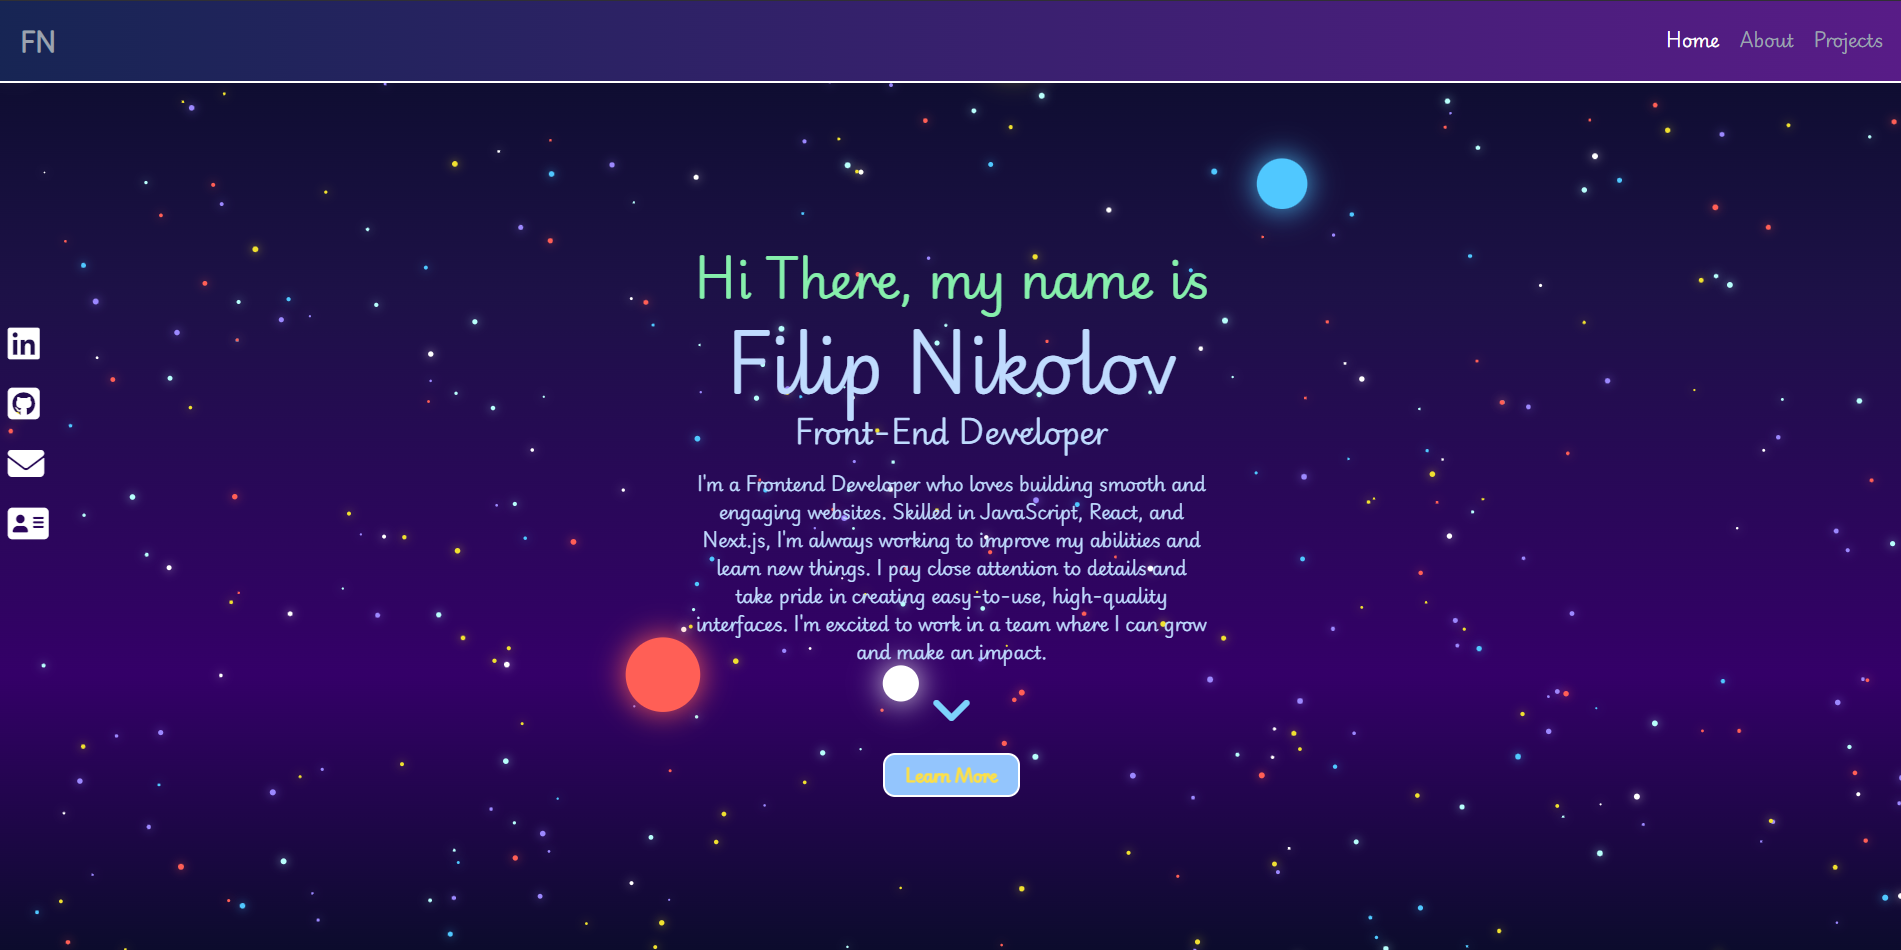 FN
Home About Projects
Hi There, my name is
Filip Nikolov
Front-End Developer
I'm a Frontend Developer who loves building smooth and
engaging websites. Skilled in JavaScript, React, and
Next.js, I'm always working to improve my abilities and
learn new things. I pay close attention to details and
take pride in creating easy-to-use, high-quality
interfaces. I'm excited to work in a team where I can grow
and make an impact.
Learn More
in